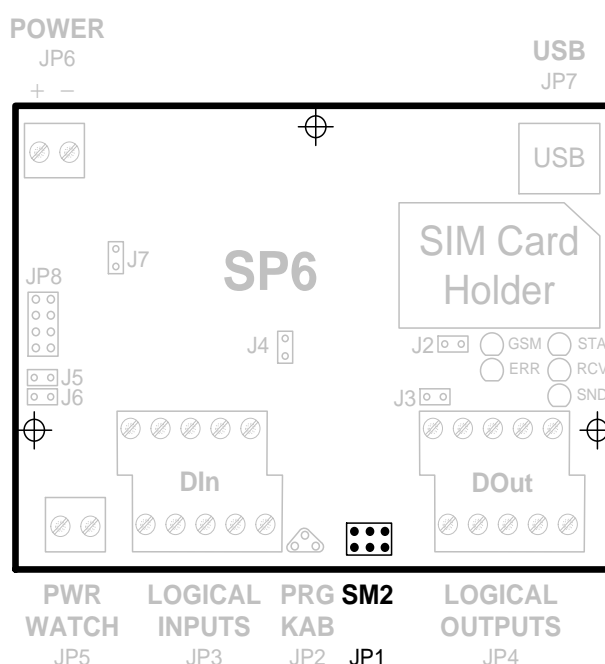 POWER
JP6
+ −
USB
JP7
USB
SIM Card
Holder
SP6
J7
JP8
J4
J2
GSM
STA
ERR
RCV
J5
J6
J3
SND
DIn
DOut
PWR
WATCH
JP5
LOGICAL
INPUTS
JP3
PRG
KAB
JP2
SM2
JP1
LOGICAL
OUTPUTS
JP4